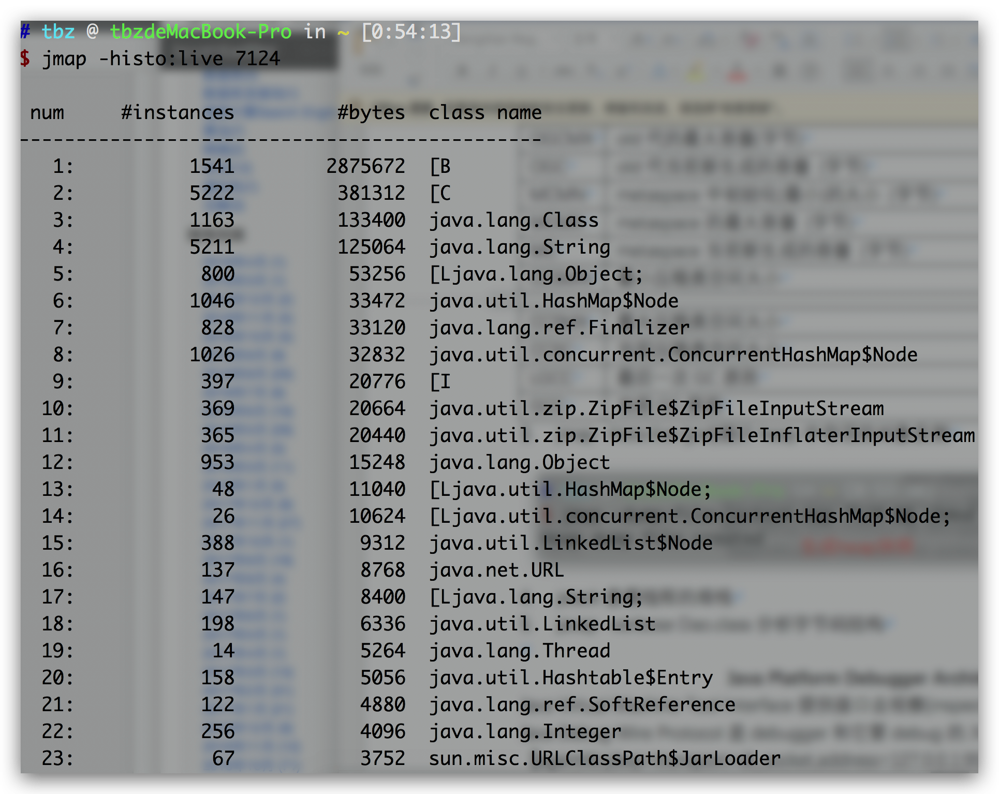 # tbz @ tbzdeMacBook-Pro in ~ [0:54:13]
$ jmap -histo:live 7124
num #instances #bytes class name
----------------------------------------------
1: 1541 2875672 [B
2: 5222 381312 [C
3: 1163 133400 java.lang.Class
4: 5211 125064 java.lang.String
5: 800 53256 [Ljava.lang.Object;
6: 1046 33472 java.util.HashMap$Node
7: 828 33120 java.lang.ref.Finalizer
8: 1026 32832 java.util.concurrent.ConcurrentHashMap$Node
9: 397 20776 [I
10: 369 20664 java.util.zip.ZipFile$ZipFileInputStream
11: 365 20440 java.util.zip.ZipFile$ZipFileInflaterInputStream
12: 953 15248 java.lang.Object
13: 48 11040 [Ljava.util.HashMap$Node;
14: 26 10624 [Ljava.util.concurrent.ConcurrentHashMap$Node;
15: 388 9312 java.util.LinkedList$Node
16: 137 8768 java.net.URL
17: 147 8400 [Ljava.lang.String;
18: 198 6336 java.util.LinkedList
19: 14 5264 java.lang.Thread
20: 158 5056 java.util.Hashtable$Entry
21: 122 4880 java.lang.ref.SoftReference
22: 256 4096 java.lang.Integer
23: 67 3752 sun.misc.URLClassPath$JarLoader